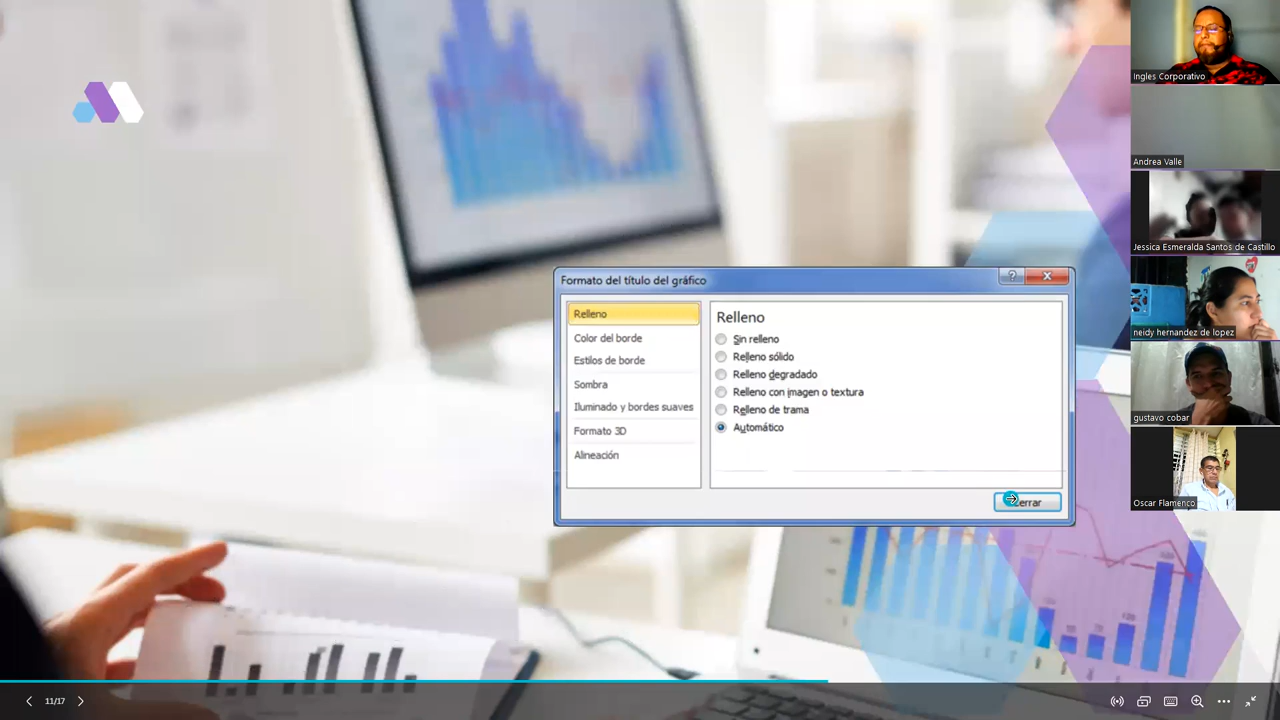 Formato del título del gráfico
Relleno
Color del borde
Estilos de borde
Sombra
Iluminado y bordes suaves
Formato 3D
Alineación
Relleno
Sin relleno
Relleno sólido
Relleno degradado
Relleno con imagen o textura
Relleno de trama
Automático
Cerrar
Ingles Corporativo
Andrea Valle
Jessica Esmeralda Santos de Castillo
neidy hernandez de lopez
gustavo cobar
Oscar Flamenco
11/17